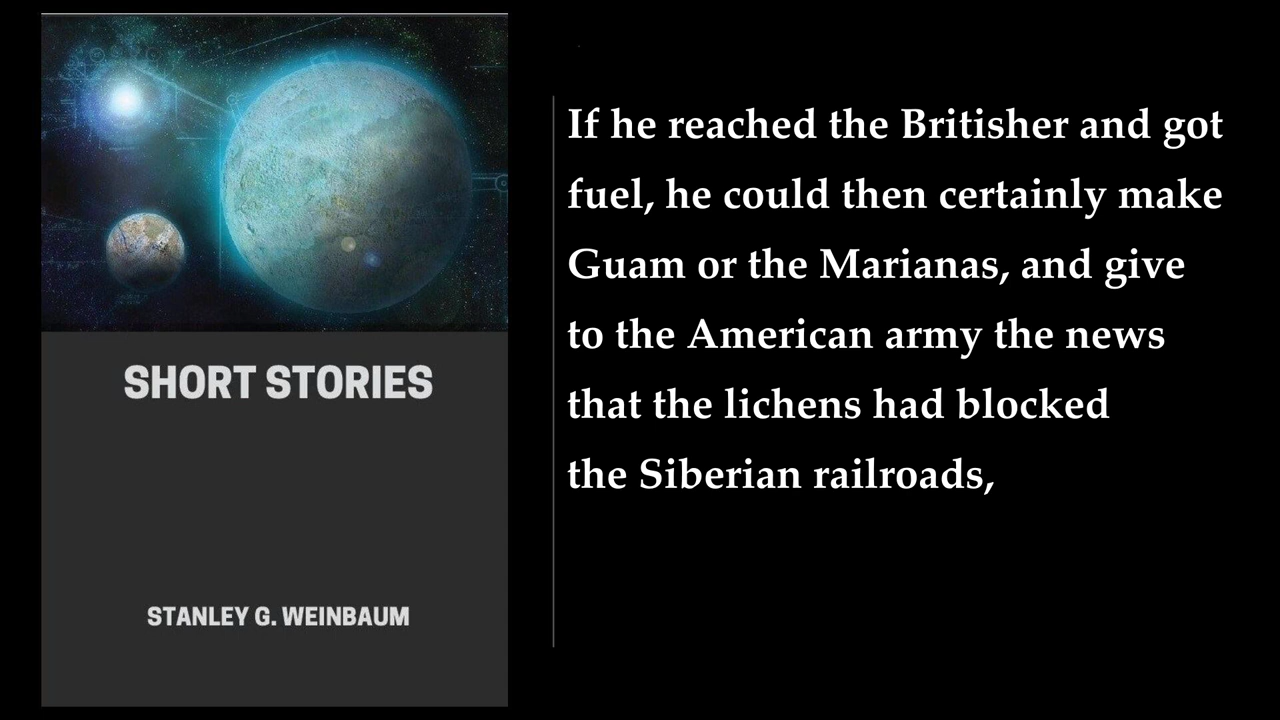 SHORT STORIES
STANLEY G. WEINBAUM
If he reached the Britisher and got
fuel, he could then certainly make
Guam or the Marianas, and give
to the American army the news
that the lichens had blocked
the Siberian railroads,